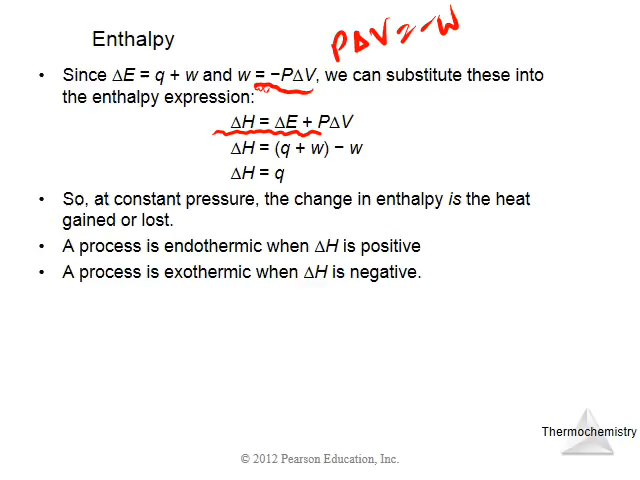 PΔV = -W
Enthalpy
• Since ΔE = q + w and w = −PΔV, we can substitute these into
the enthalpy expression:
ΔH = ΔE + PΔV
ΔH = (q + w) − w
ΔH = q
• So, at constant pressure, the change in enthalpy is the heat
gained or lost.
• A process is endothermic when ΔH is positive
• A process is exothermic when ΔH is negative.
Thermochemistry
© 2012 Pearson Education, Inc.